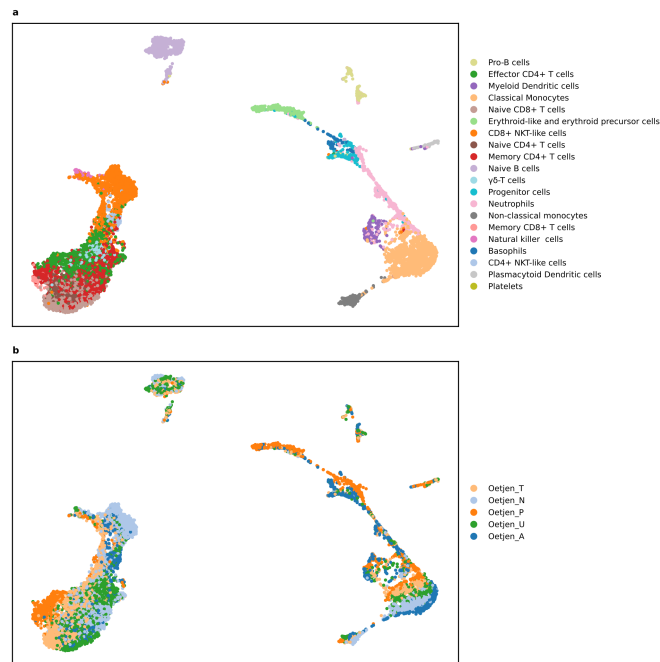 a
Pro-B cells
Effector CD4+ T cells
Myeloid Dendritic cells
Classical Monocytes
Naive CD8+ T cells
Erythroid-like and erythroid precursor cells
CD8+ NKT-like cells
Naive CD4+ T cells
Memory CD4+ T cells
Naive B cells
γδ-T cells
Progenitor cells
Neutrophils
Non-classical monocytes
Memory CD8+ T cells
Natural killer  cells
Basophils
CD4+ NKT-like cells
Plasmacytoid Dendritic cells
Platelets
b
Oetjen_T
Oetjen_N
Oetjen_P
Oetjen_U
Oetjen_A